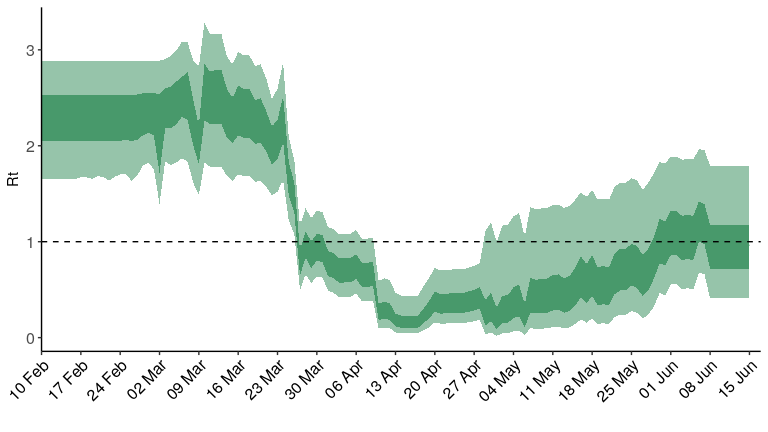 Rt
3
2
1
0
10 Feb
17 Feb
24 Feb
02 Mar
09 Mar
16 Mar
23 Mar
30 Mar
06 Apr
13 Apr
20 Apr
27 Apr
04 May
11 May
18 May
25 May
01 Jun
08 Jun
15 Jun